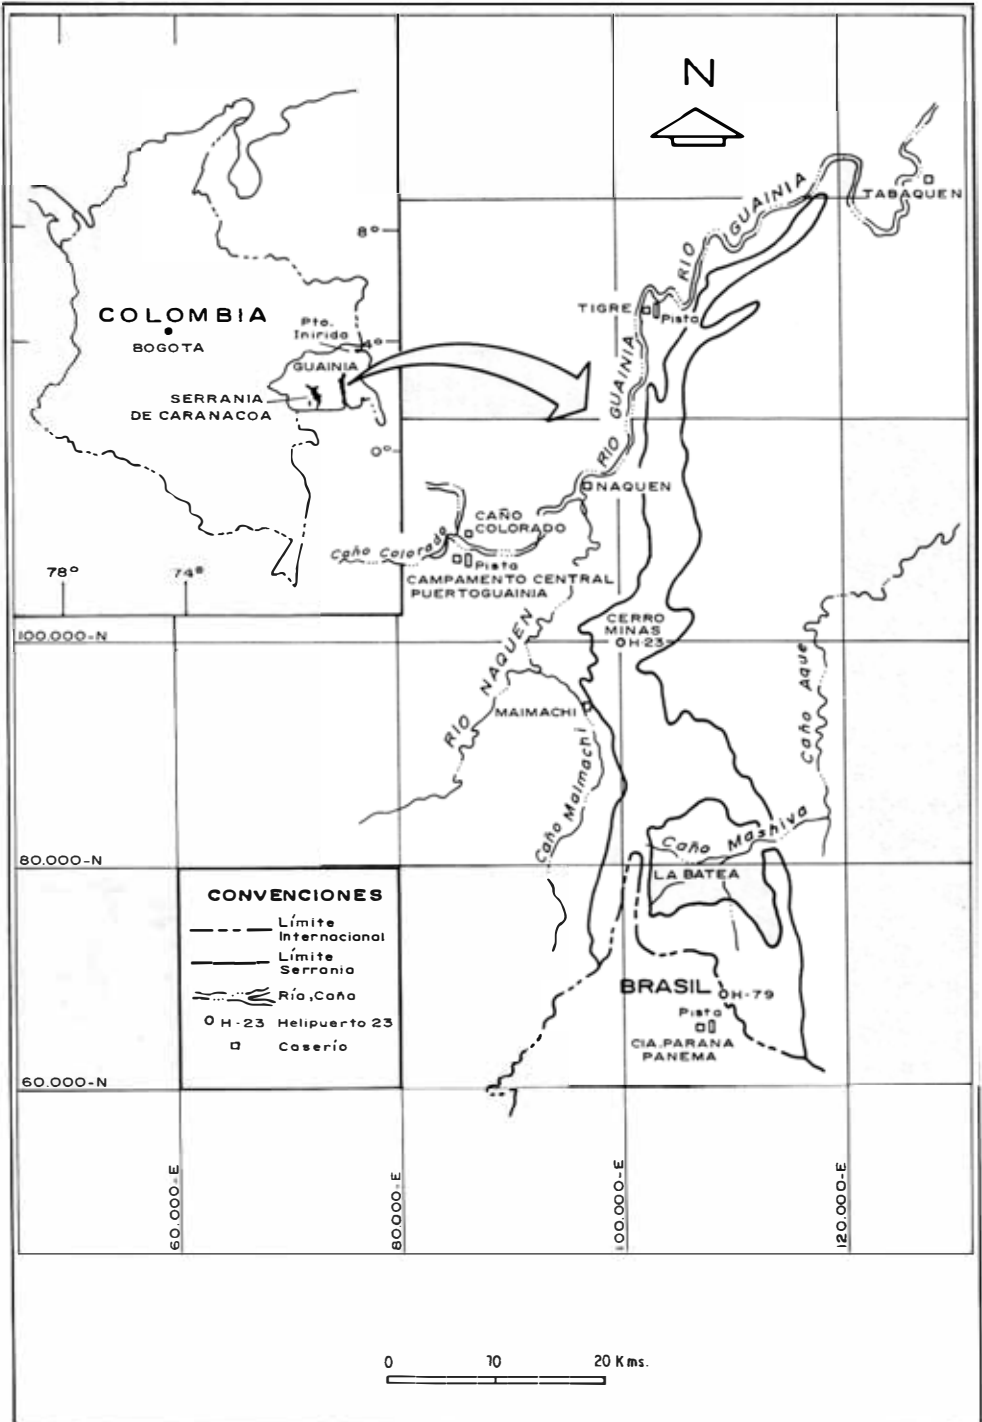 N
RIO GUAINIA
TABAQUEN
8°
COLOMBIA
BOGOTA
Pto.
Inirida
4°
GUAINIA
SERRANIA
DE CARANACOA
0°
78°
74°
TIGRE
Pista
RIO GUAINIA
NAQUEN
CAÑO
COLORADO
Caño Colorado
Pista
CAMPAMENTO CENTRAL
PUERTOGUAINIA
100.000-N
CERRO
MINAS
H-23
RIO NAQUEN
MAIMACHI
Caño Maimachi
Caño Aque
Caño Mashiva
80.000-N
LA BATEA
CONVENCIONES
Límite
Internacional
Límite
Serrania
Río, Caño
H-23 Helipuerto 23
Caserío
BRASIL
H-79
Pista
CIA. PARANA
PANEMA
60.000-N
60.000-E
80.000-E
100.000-E
120.000-E
0 10 20 Kms.